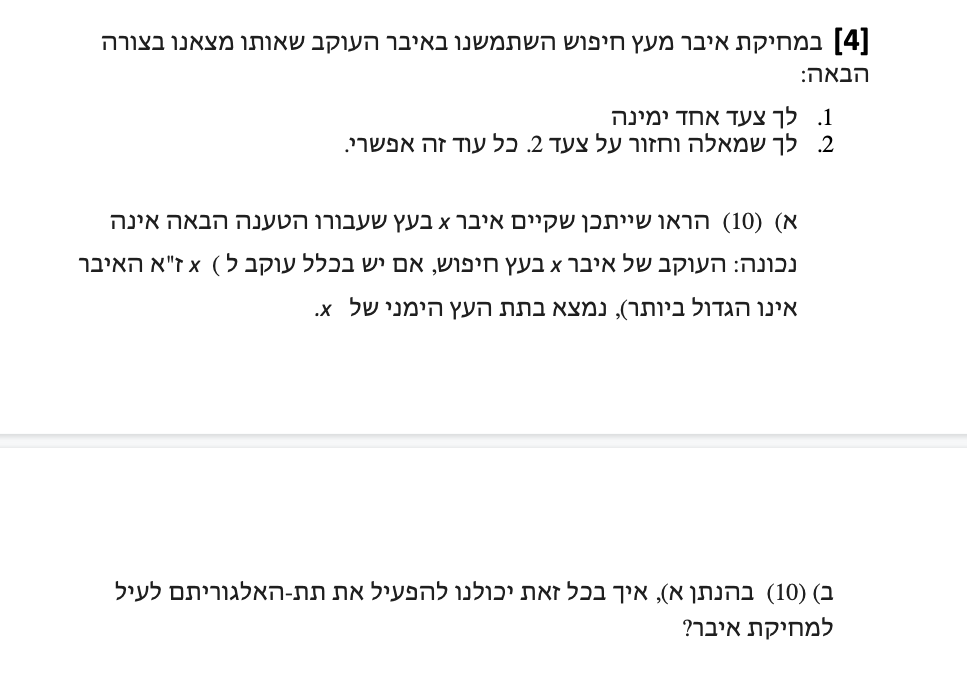 [4] במחיקת איבר מעץ חיפוש השתמשנו באיבר העוקב שאותו מצאנו בצורה
הבאה:
1. לך צעד אחד ימינה
2. לך שמאלה וחזור על צעד 2. כל עוד זה אפשרי.
א) (10) הראו שייתכן שקיים איבר x בעץ שעבורו הטענה הבאה אינה
נכונה: העוקב של איבר x בעץ חיפוש, אם יש בכלל עוקב ל ( x ז"א האיבר
אינו הגדול ביותר), נמצא בתת העץ הימני של x.
ב) (10) בהנתן א), איך בכל זאת יכולנו להפעיל את תת-האלגוריתם לעיל
למחיקת איבר?